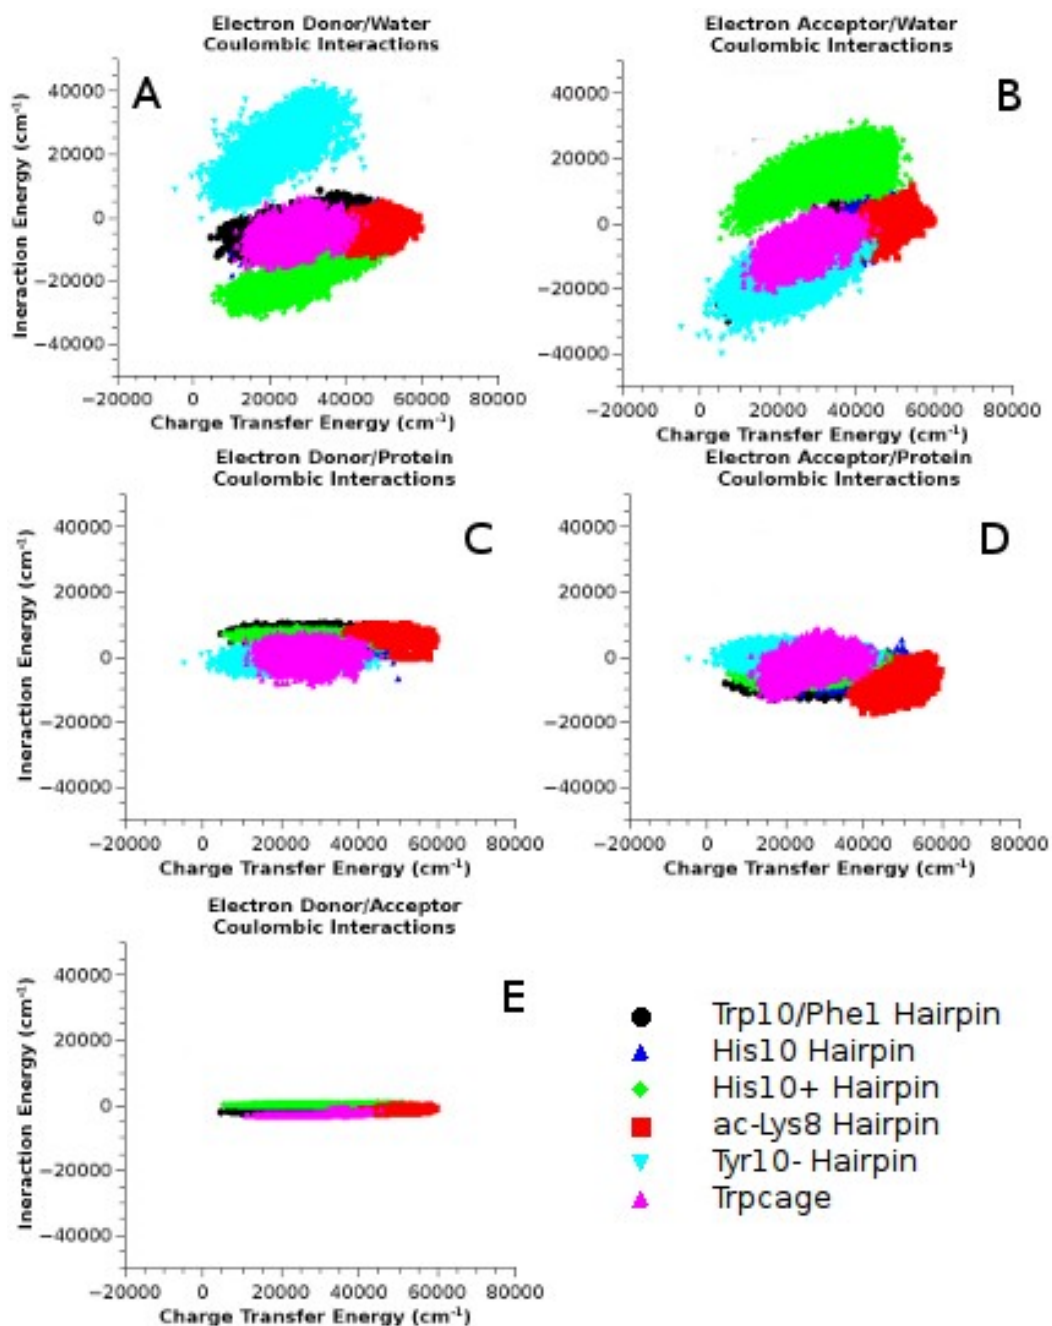 Electron Donor/Water
Coulombic Interactions
A
Ineraction Energy (cm⁻¹)
40000
20000
0
−20000
−40000
−20000 0 20000 40000 60000 80000
Charge Transfer Energy (cm⁻¹)
Electron Acceptor/Water
Coulombic Interactions
B
40000
20000
0
−20000
−40000
−20000 0 20000 40000 60000 80000
Charge Transfer Energy (cm⁻¹)
Electron Donor/Protein
Coulombic Interactions
C
Ineraction Energy (cm⁻¹)
40000
20000
0
−20000
−40000
−20000 0 20000 40000 60000 80000
Charge Transfer Energy (cm⁻¹)
Electron Acceptor/Protein
Coulombic Interactions
D
40000
20000
0
−20000
−40000
−20000 0 20000 40000 60000 80000
Charge Transfer Energy (cm⁻¹)
Electron Donor/Acceptor
Coulombic Interactions
E
Ineraction Energy (cm⁻¹)
40000
20000
0
−20000
−40000
−20000 0 20000 40000 60000 80000
Charge Transfer Energy (cm⁻¹)
Trp10/Phe1 Hairpin
His10 Hairpin
His10+ Hairpin
ac-Lys8 Hairpin
Tyr10- Hairpin
Trpcage